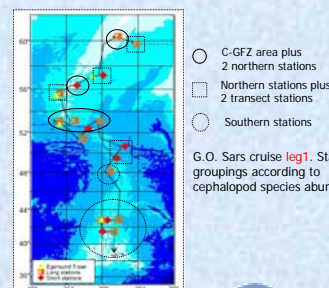 60°
56°
52°
48°
44°
40°
36°
Egersund Trawl
Long stations
Short stations
C-GFZ area plus
2 northern stations
Northern stations plus
2 transect stations
Southern stations
G.O. Sars cruise leg1. Sta
groupings according to
cephalopod species abun